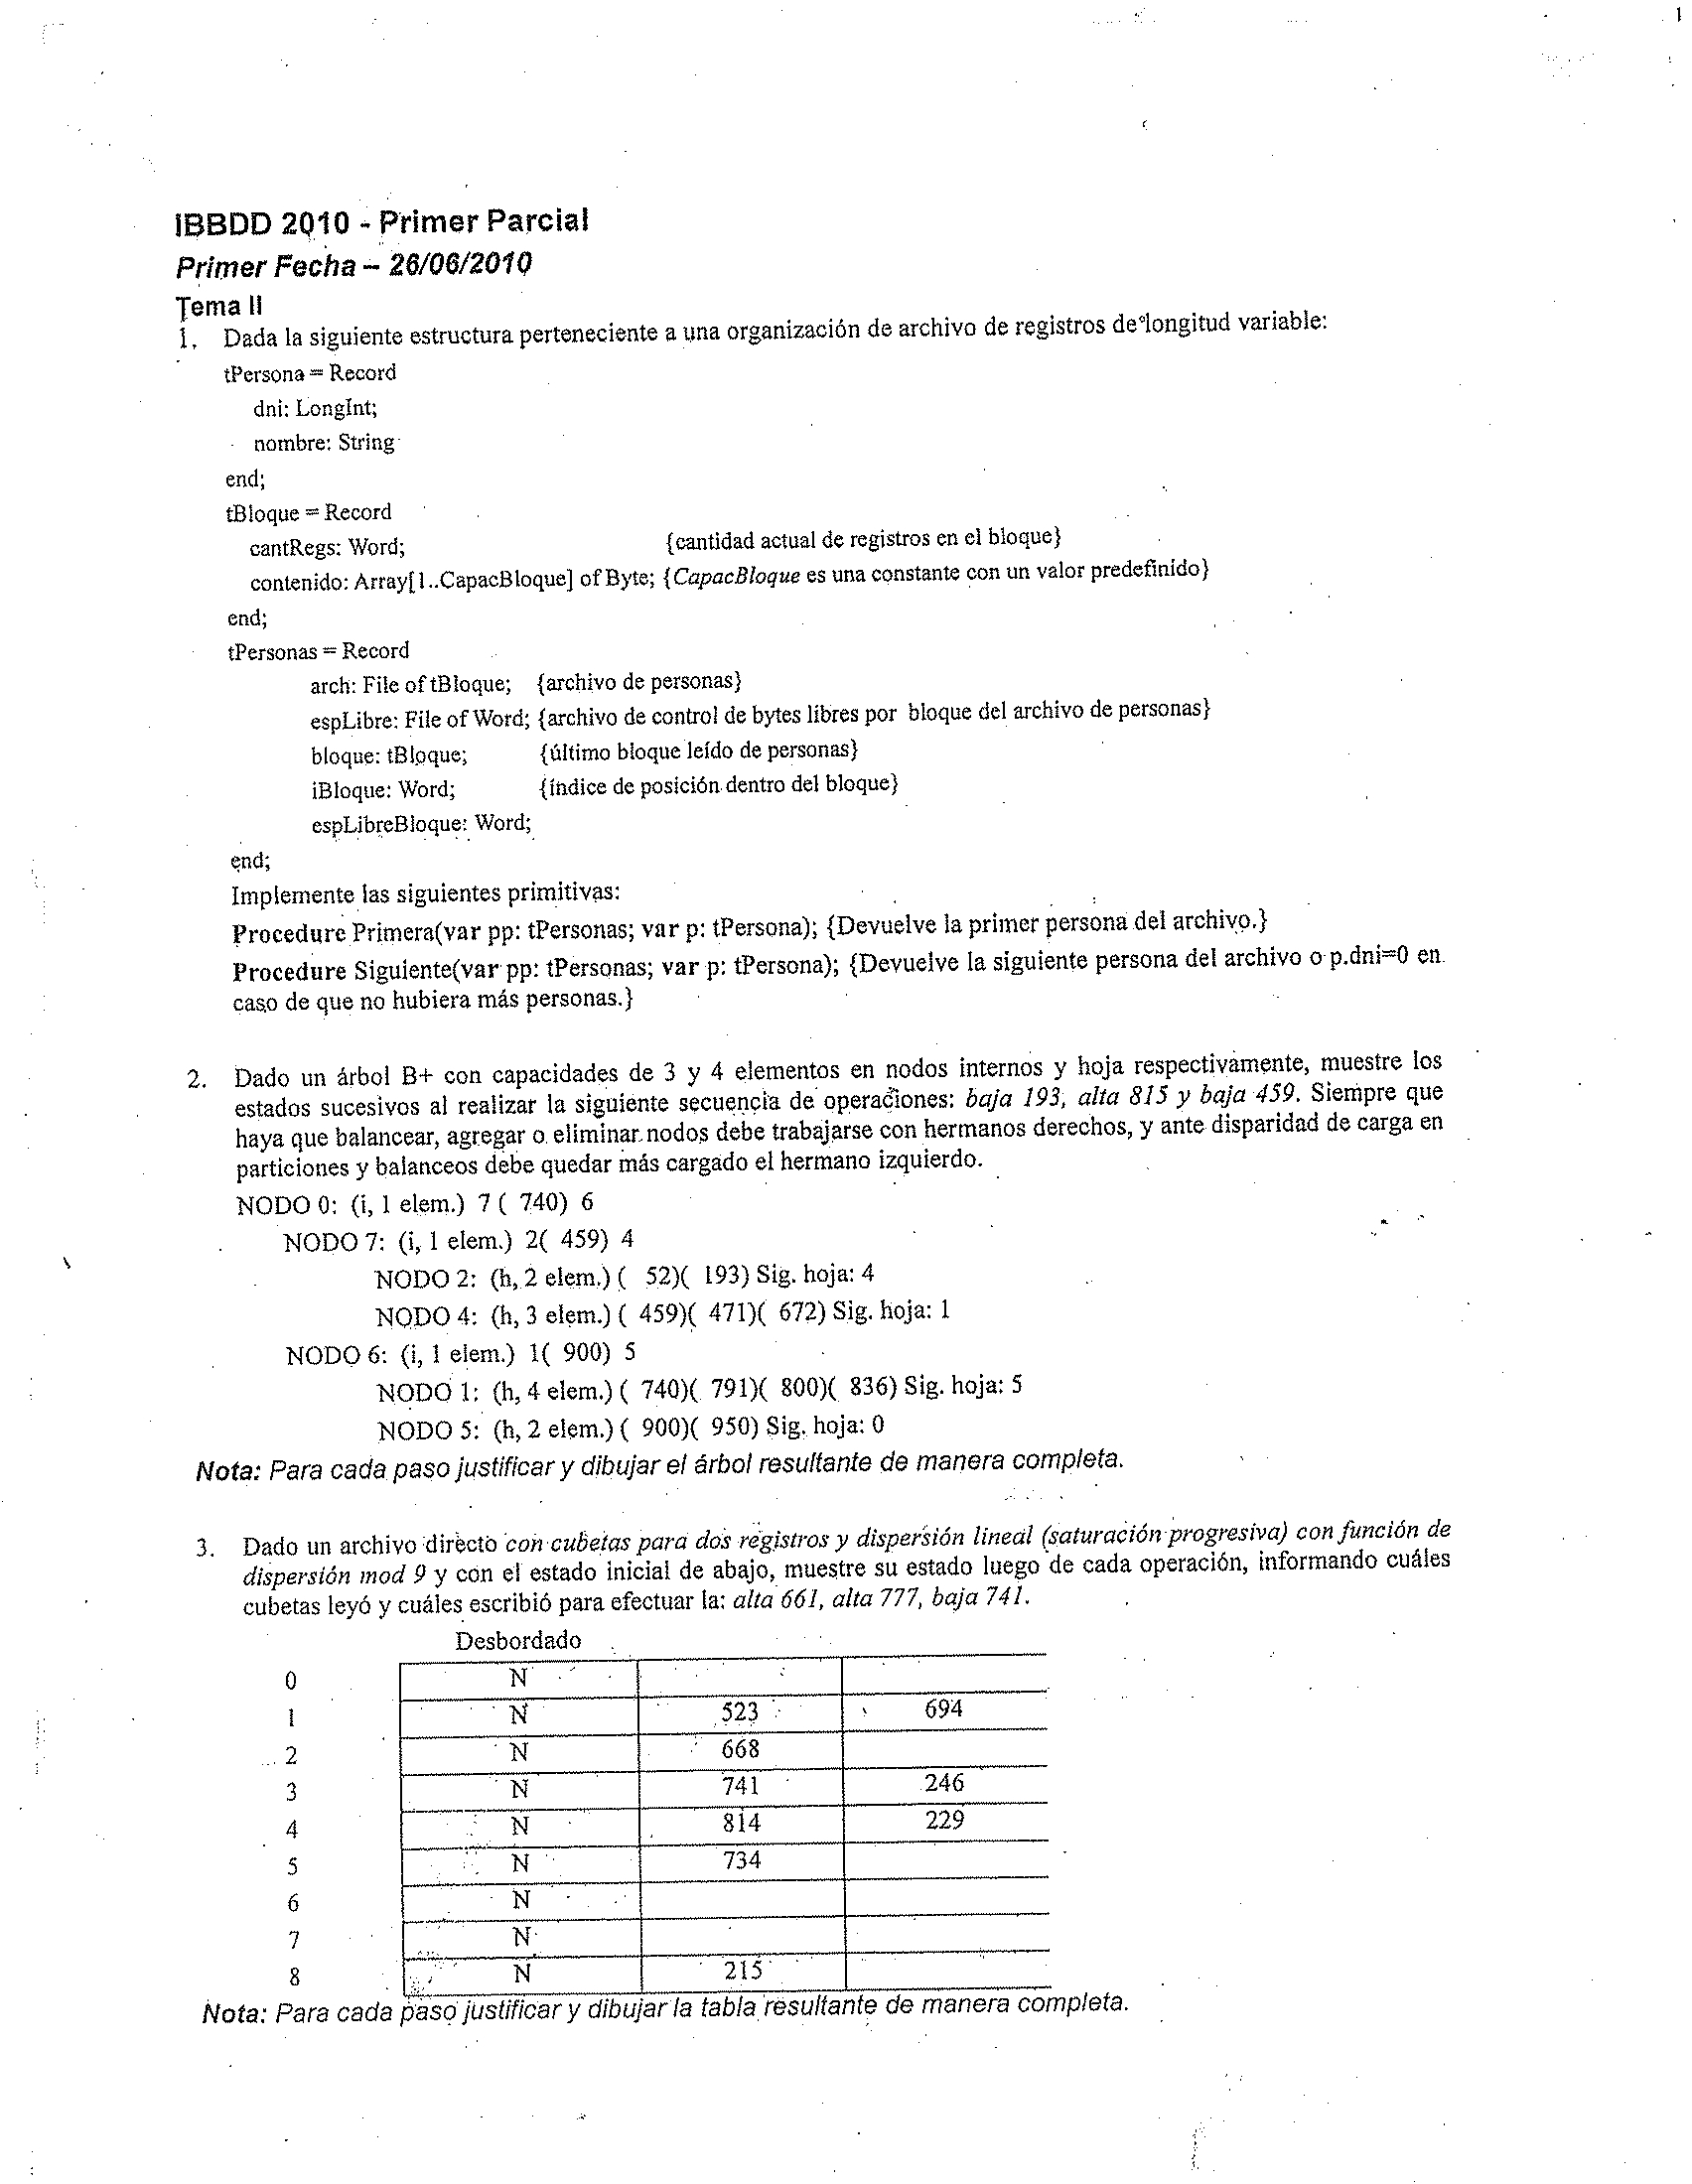 1
IBBDD 2010 - Primer Parcial
Primer Fecha – 26/06/2010
Tema II
1. Dada la siguiente estructura perteneciente a una organización de archivo de registros de longitud variable:
tPersona = Record
dni: LongInt;
nombre: String
end;
tBloque = Record
cantRegs: Word; {cantidad actual de registros en el bloque}
contenido: Array[1..CapacBloque] of Byte; {CapacBloque es una constante con un valor predefinido}
end;
tPersonas = Record
arch: File of tBloque; {archivo de personas}
espLibre: File of Word; {archivo de control de bytes libres por bloque del archivo de personas}
bloque: tBloque; {último bloque leído de personas}
iBloque: Word; {índice de posición dentro del bloque}
espLibreBloque: Word;
end;
Implemente las siguientes primitivas:
Procedure Primera(var pp: tPersonas; var p: tPersona); {Devuelve la primer persona del archivo.}
Procedure Siguiente(var pp: tPersonas; var p: tPersona); {Devuelve la siguiente persona del archivo o p.dni=0 en
caso de que no hubiera más personas.}
2. Dado un árbol B+ con capacidades de 3 y 4 elementos en nodos internos y hoja respectivamente, muestre los
estados sucesivos al realizar la siguiente secuencia de operaciones: baja 193, alta 815 y baja 459. Siempre que
haya que balancear, agregar o eliminar nodos debe trabajarse con hermanos derechos, y ante disparidad de carga en
particiones y balanceos debe quedar más cargado el hermano izquierdo.
NODO 0: (i, 1 elem.) 7 ( 740) 6
NODO 7: (i, 1 elem.) 2( 459) 4
NODO 2: (h, 2 elem.) ( 52)( 193) Sig. hoja: 4
NODO 4: (h, 3 elem.) ( 459)( 471)( 672) Sig. hoja: 1
NODO 6: (i, 1 elem.) 1( 900) 5
NODO 1: (h, 4 elem.) ( 740)( 791)( 800)( 836) Sig. hoja: 5
NODO 5: (h, 2 elem.) ( 900)( 950) Sig. hoja: 0
Nota: Para cada paso justificar y dibujar el árbol resultante de manera completa.
3. Dado un archivo directo con cubetas para dos registros y dispersión lineal (saturación progresiva) con función de
dispersión mod 9 y con el estado inicial de abajo, muestre su estado luego de cada operación, informando cuáles
cubetas leyó y cuáles escribió para efectuar la: alta 661, alta 777, baja 741.
Desbordado
0 N
1 N 523 694
2 N 668
3 N 741 246
4 N 814 229
5 N 734
6 N
7 N
8 N 215
Nota: Para cada paso justificar y dibujar la tabla resultante de manera completa.